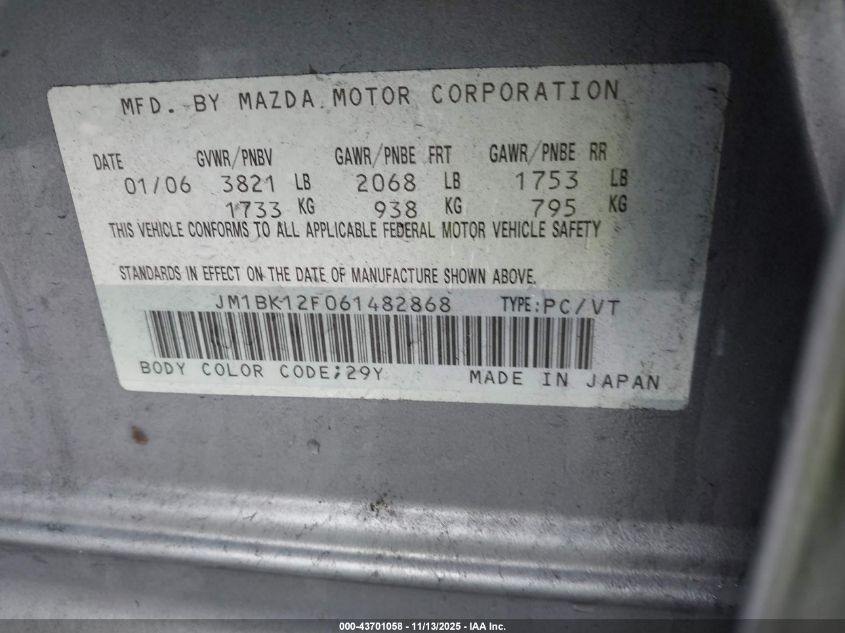 MFD. BY MAZDA MOTOR CORPORATION
DATE GVWR/PNBV GAWR/PNBE FRT GAWR/PNBE RR
01/06 3821 LB 2068 LB 1753 LB
1733 KG 938 KG 795 KG
THIS VEHICLE CONFORMS TO ALL APPLICABLE FEDERAL MOTOR VEHICLE SAFETY
STANDARDS IN EFFECT ON THE DATE OF MANUFACTURE SHOWN ABOVE.
JM1BK12F061482868 TYPE:PC/VT
BODY COLOR CODE;29Y MADE IN JAPAN
000-43701058 - 11/13/2025 - IAA Inc.